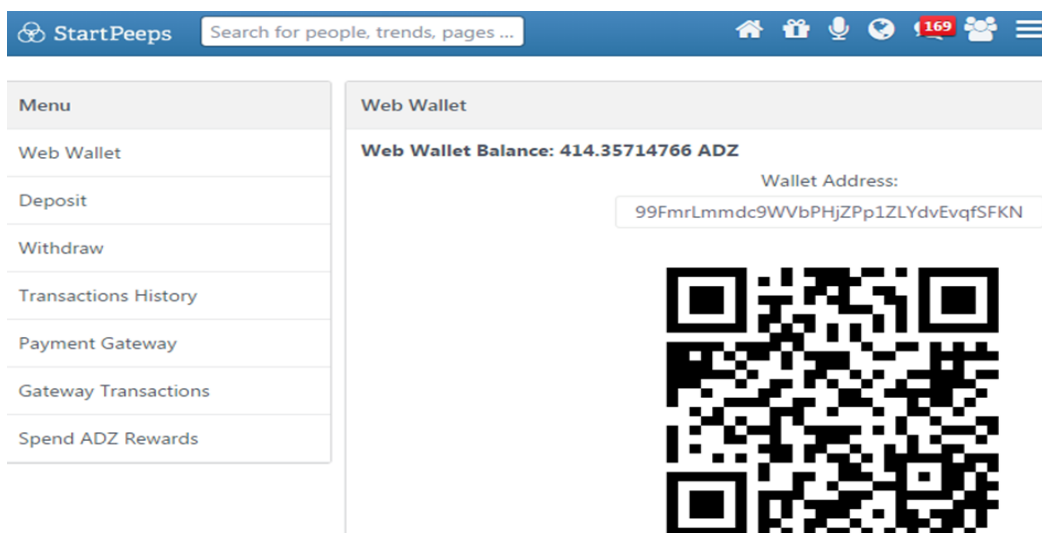 StartPeeps
Search for people, trends, pages ...
169
Menu
Web Wallet
Deposit
Withdraw
Transactions History
Payment Gateway
Gateway Transactions
Spend ADZ Rewards
Web Wallet
Web Wallet Balance: 414.35714766 ADZ
Wallet Address:
99FmrLmmdc9WVbPHjZPp1ZLYdvEvqfSFKN